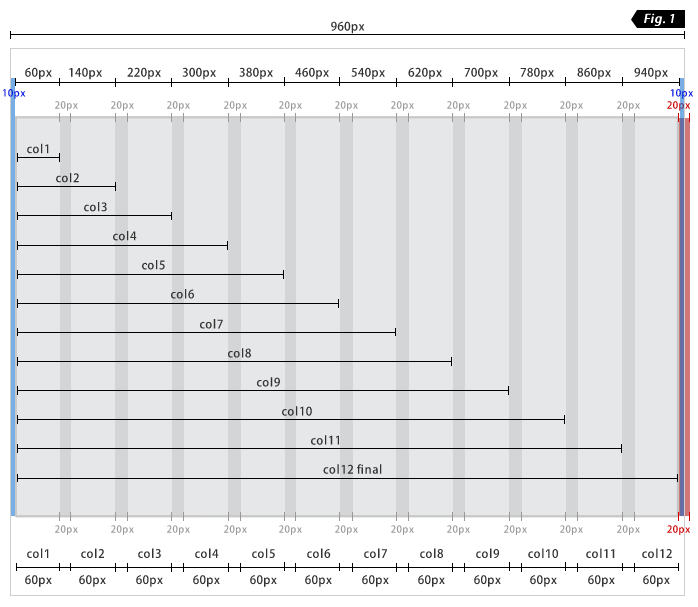 Fig. 1
960px
60px 140px 220px 300px 380px 460px 540px 620px 700px 780px 860px 940px
10px 10px
20px 20px 20px 20px 20px 20px 20px 20px 20px 20px 20px 20px
col1
col2
col3
col4
col5
col6
col7
col8
col9
col10
col11
col12 final
20px 20px 20px 20px 20px 20px 20px 20px 20px 20px 20px 20px
col1 col2 col3 col4 col5 col6 col7 col8 col9 col10 col11 col12
60px 60px 60px 60px 60px 60px 60px 60px 60px 60px 60px 60px